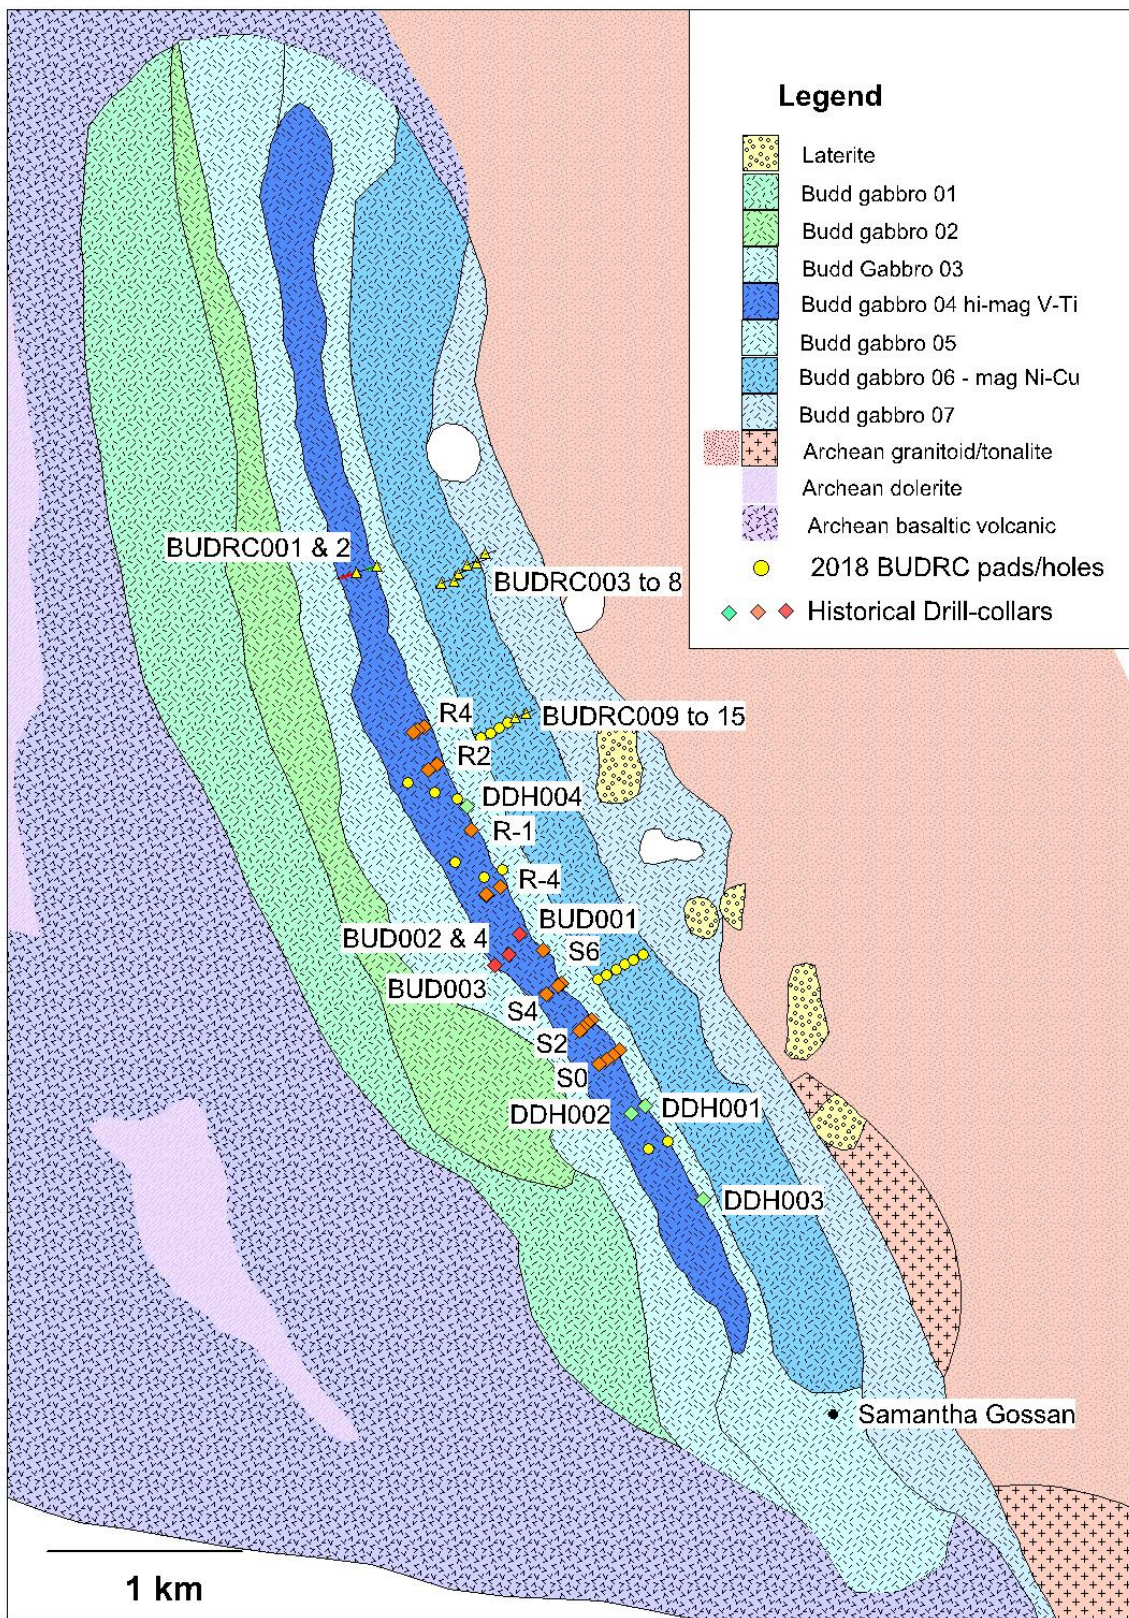 Legend
Laterite
Budd gabbro 01
Budd gabbro 02
Budd Gabbro 03
Budd gabbro 04 hi-mag V-Ti
Budd gabbro 05
Budd gabbro 06 - mag Ni-Cu
Budd gabbro 07
Archean granitoid/tonalite
Archean dolerite
Archean basaltic volcanic
2018 BUDRC pads/holes
Historical Drill-collars
BUDRC001 & 2
BUDRC003 to 8
R4
BUDRC009 to 15
R2
DDH004
R-1
R-4
BUD001
BUD002 & 4
S6
BUD003
S4
S2
S0
DDH002
DDH001
DDH003
Samantha Gossan
1 km